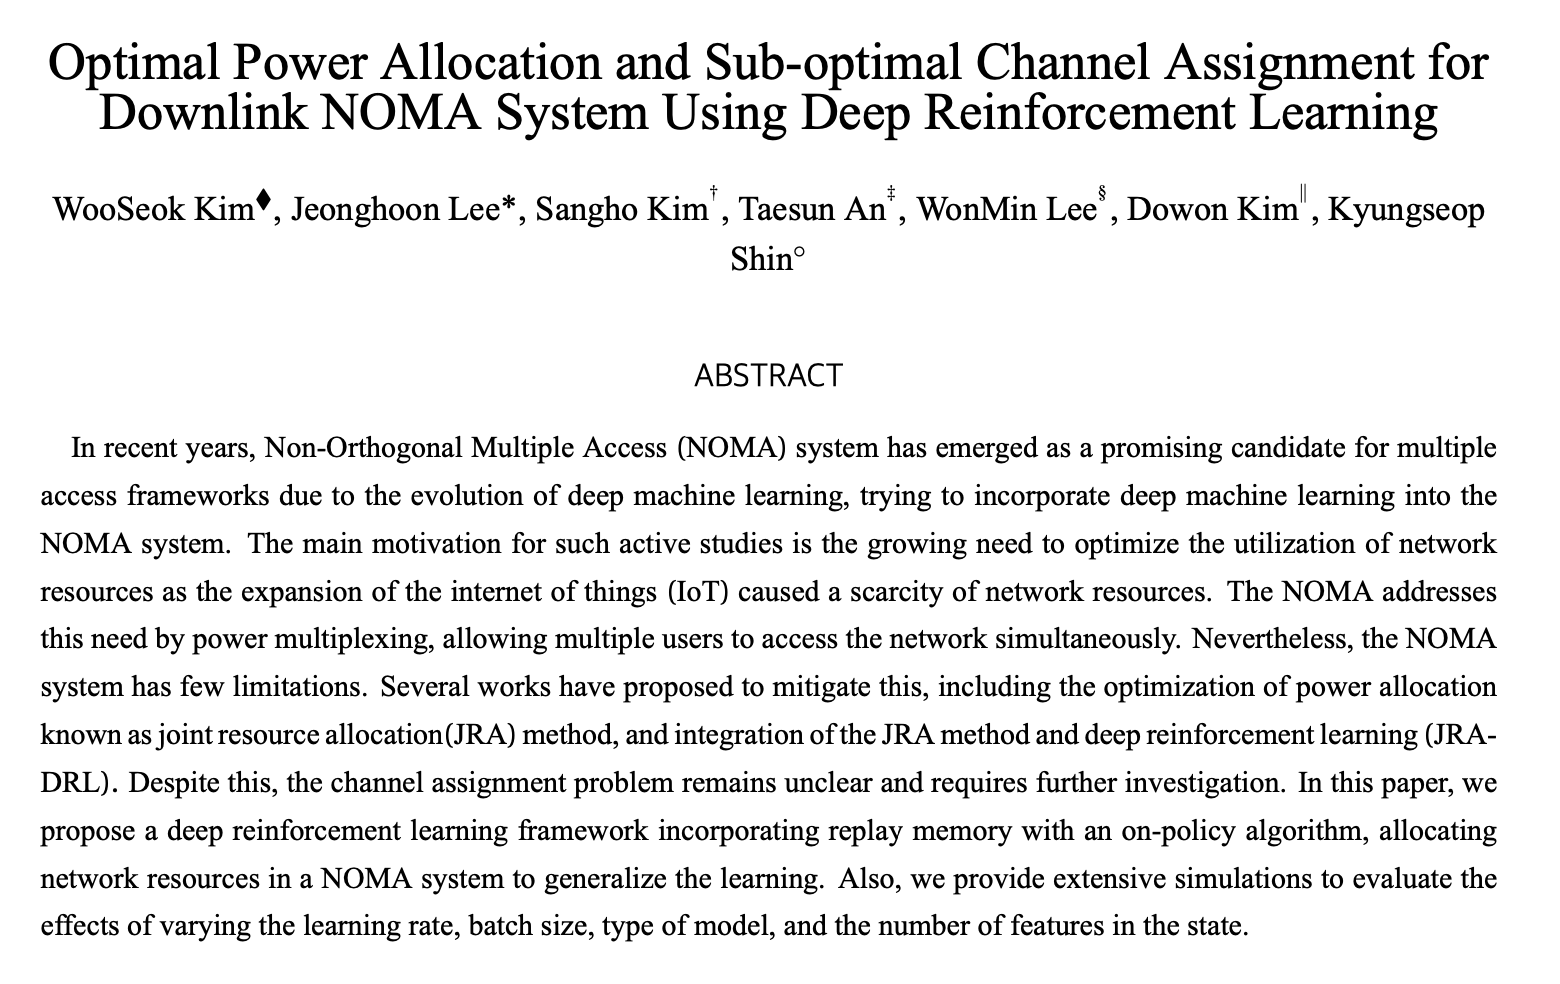 Optimal Power Allocation and Sub-optimal Channel Assignment for
Downlink NOMA System Using Deep Reinforcement Learning
WooSeok Kim♦, Jeonghoon Lee*, Sangho Kim†, Taesun An‡, WonMin Lee§, Dowon Kim∥, Kyungseop
Shin○
ABSTRACT
In recent years, Non-Orthogonal Multiple Access (NOMA) system has emerged as a promising candidate for multiple
access frameworks due to the evolution of deep machine learning, trying to incorporate deep machine learning into the
NOMA system. The main motivation for such active studies is the growing need to optimize the utilization of network
resources as the expansion of the internet of things (IoT) caused a scarcity of network resources. The NOMA addresses
this need by power multiplexing, allowing multiple users to access the network simultaneously. Nevertheless, the NOMA
system has few limitations. Several works have proposed to mitigate this, including the optimization of power allocation
known as joint resource allocation(JRA) method, and integration of the JRA method and deep reinforcement learning (JRA-
DRL). Despite this, the channel assignment problem remains unclear and requires further investigation. In this paper, we
propose a deep reinforcement learning framework incorporating replay memory with an on-policy algorithm, allocating
network resources in a NOMA system to generalize the learning. Also, we provide extensive simulations to evaluate the
effects of varying the learning rate, batch size, type of model, and the number of features in the state.